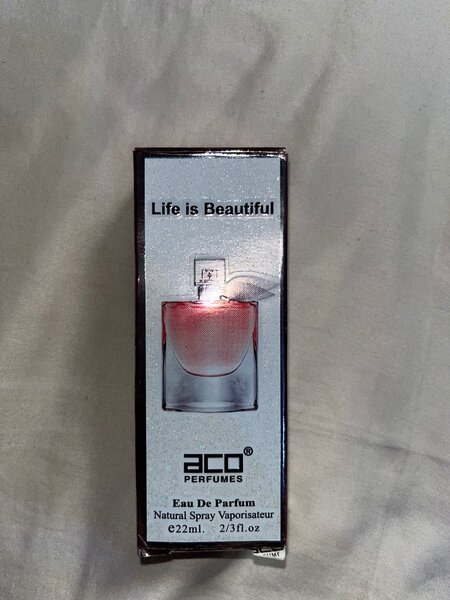 Life is Beautiful
aco®
PERFUMES
Eau De Parfum
Natural Spray Vaporisateur
℮22ml. 2/3fl.oz